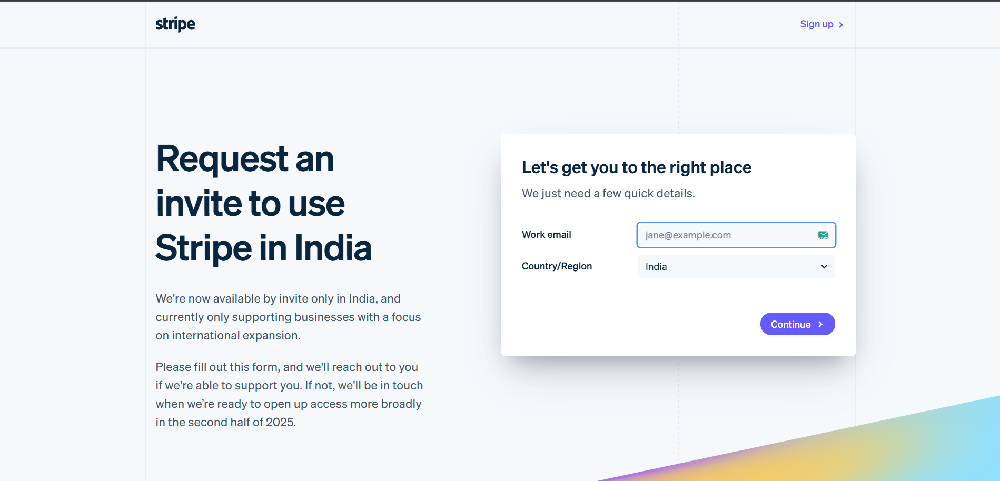 stripe
Sign up
Request an
invite to use
Stripe in India
We're now available by invite only in India, and
currently only supporting businesses with a focus
on international expansion.
Please fill out this form, and we'll reach out to you
if we're able to support you. If not, we'll be in touch
when we’re ready to open up access more broadly
in the second half of 2025.
Let's get you to the right place
We just need a few quick details.
Work email
jane@example.com
Country/Region
India
Continue